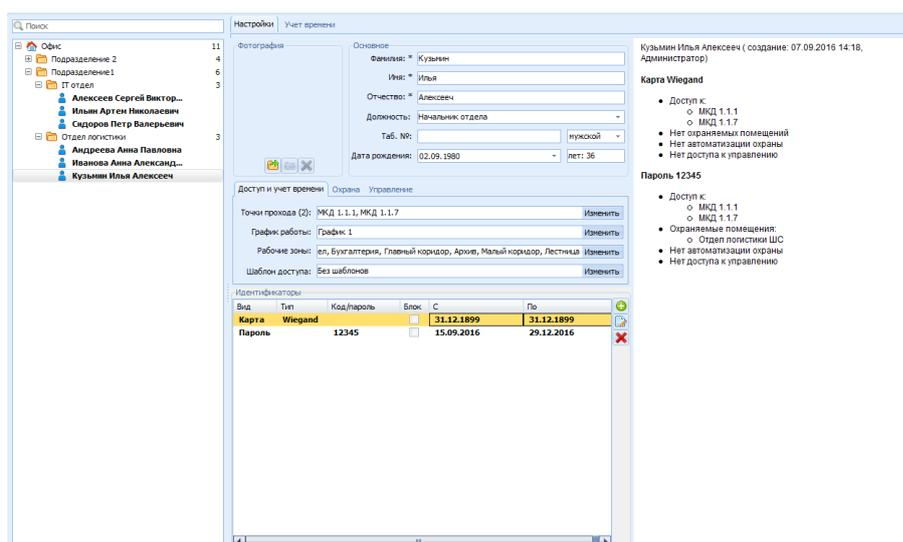 Поиск
Офис 11
Подразделение 2 4
Подразделение1 6
IT отдел 3
Алексеев Сергей Виктор...
Ильин Артем Николаевич
Сидоров Петр Валерьевич
Отдел логистики 3
Андреева Анна Павловна
Иванова Анна Александ...
Кузьмин Илья Алексееч
Настройки Учет времени
Фотография
Основное
Фамилия: * Кузьмин
Имя: * Илья
Отчество: * Алексееч
Должность: Начальник отдела
Таб. №: мужской
Дата рождения: 02.09.1980 лет: 36
Доступ и учет времени Охрана Управление
Точки прохода (2): МКД 1.1.1, МКД 1.1.7 Изменить
График работы: График 1 Изменить
Рабочие зоны: ел, Бухгалтерия, Главный коридор, Архив, Малый коридор, Лестница Изменить
Шаблон доступа: Без шаблонов Изменить
Идентификаторы
Вид Тип Код/пароль Блок С По
Карта Wiegand 31.12.1899 31.12.1899
Пароль 12345 15.09.2016 29.12.2016
Кузьмин Илья Алексееч ( создание: 07.09.2016 14:18,
Администратор)
Карта Wiegand
Доступ к:
МКД 1.1.1
МКД 1.1.7
Нет охраняемых помещений
Нет автоматизации охраны
Нет доступа к управлению
Пароль 12345
Доступ к:
МКД 1.1.1
МКД 1.1.7
Охраняемые помещения:
Отдел логистики ШС
Нет автоматизации охраны
Нет доступа к управлению